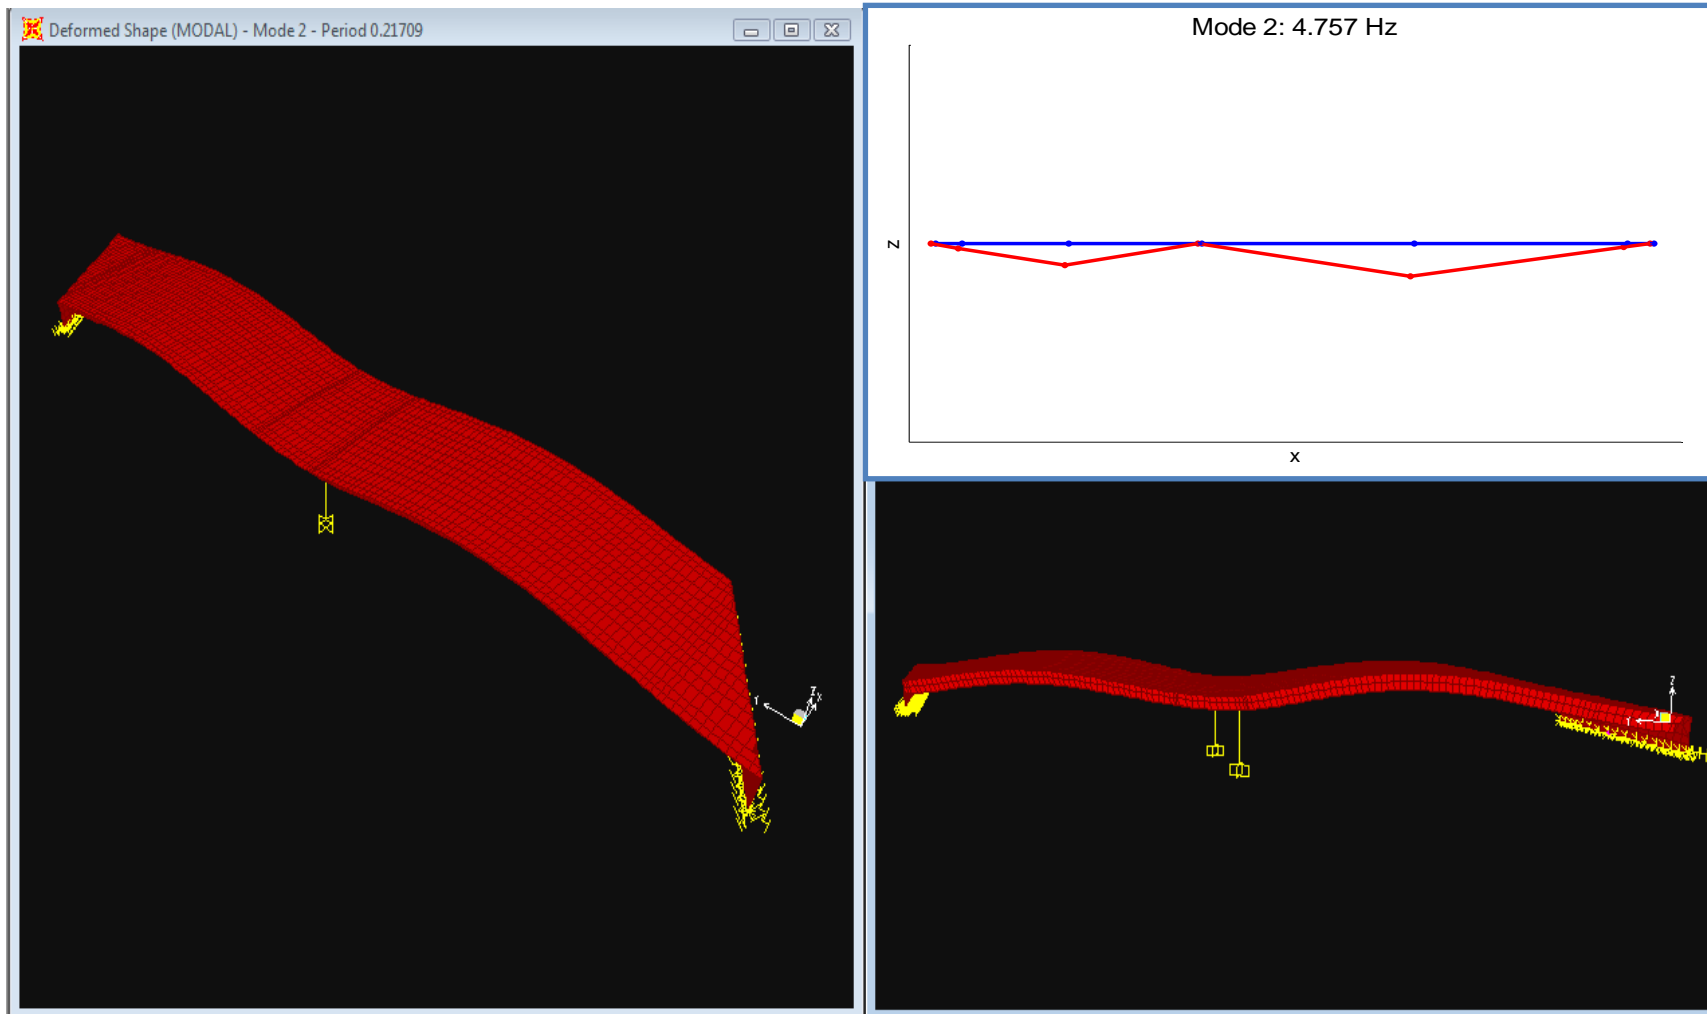 Deformed Shape (MODAL) - Mode 2 - Period 0.21709
Mode 2: 4.757 Hz
z
x
Z
X
Y
Z
Y